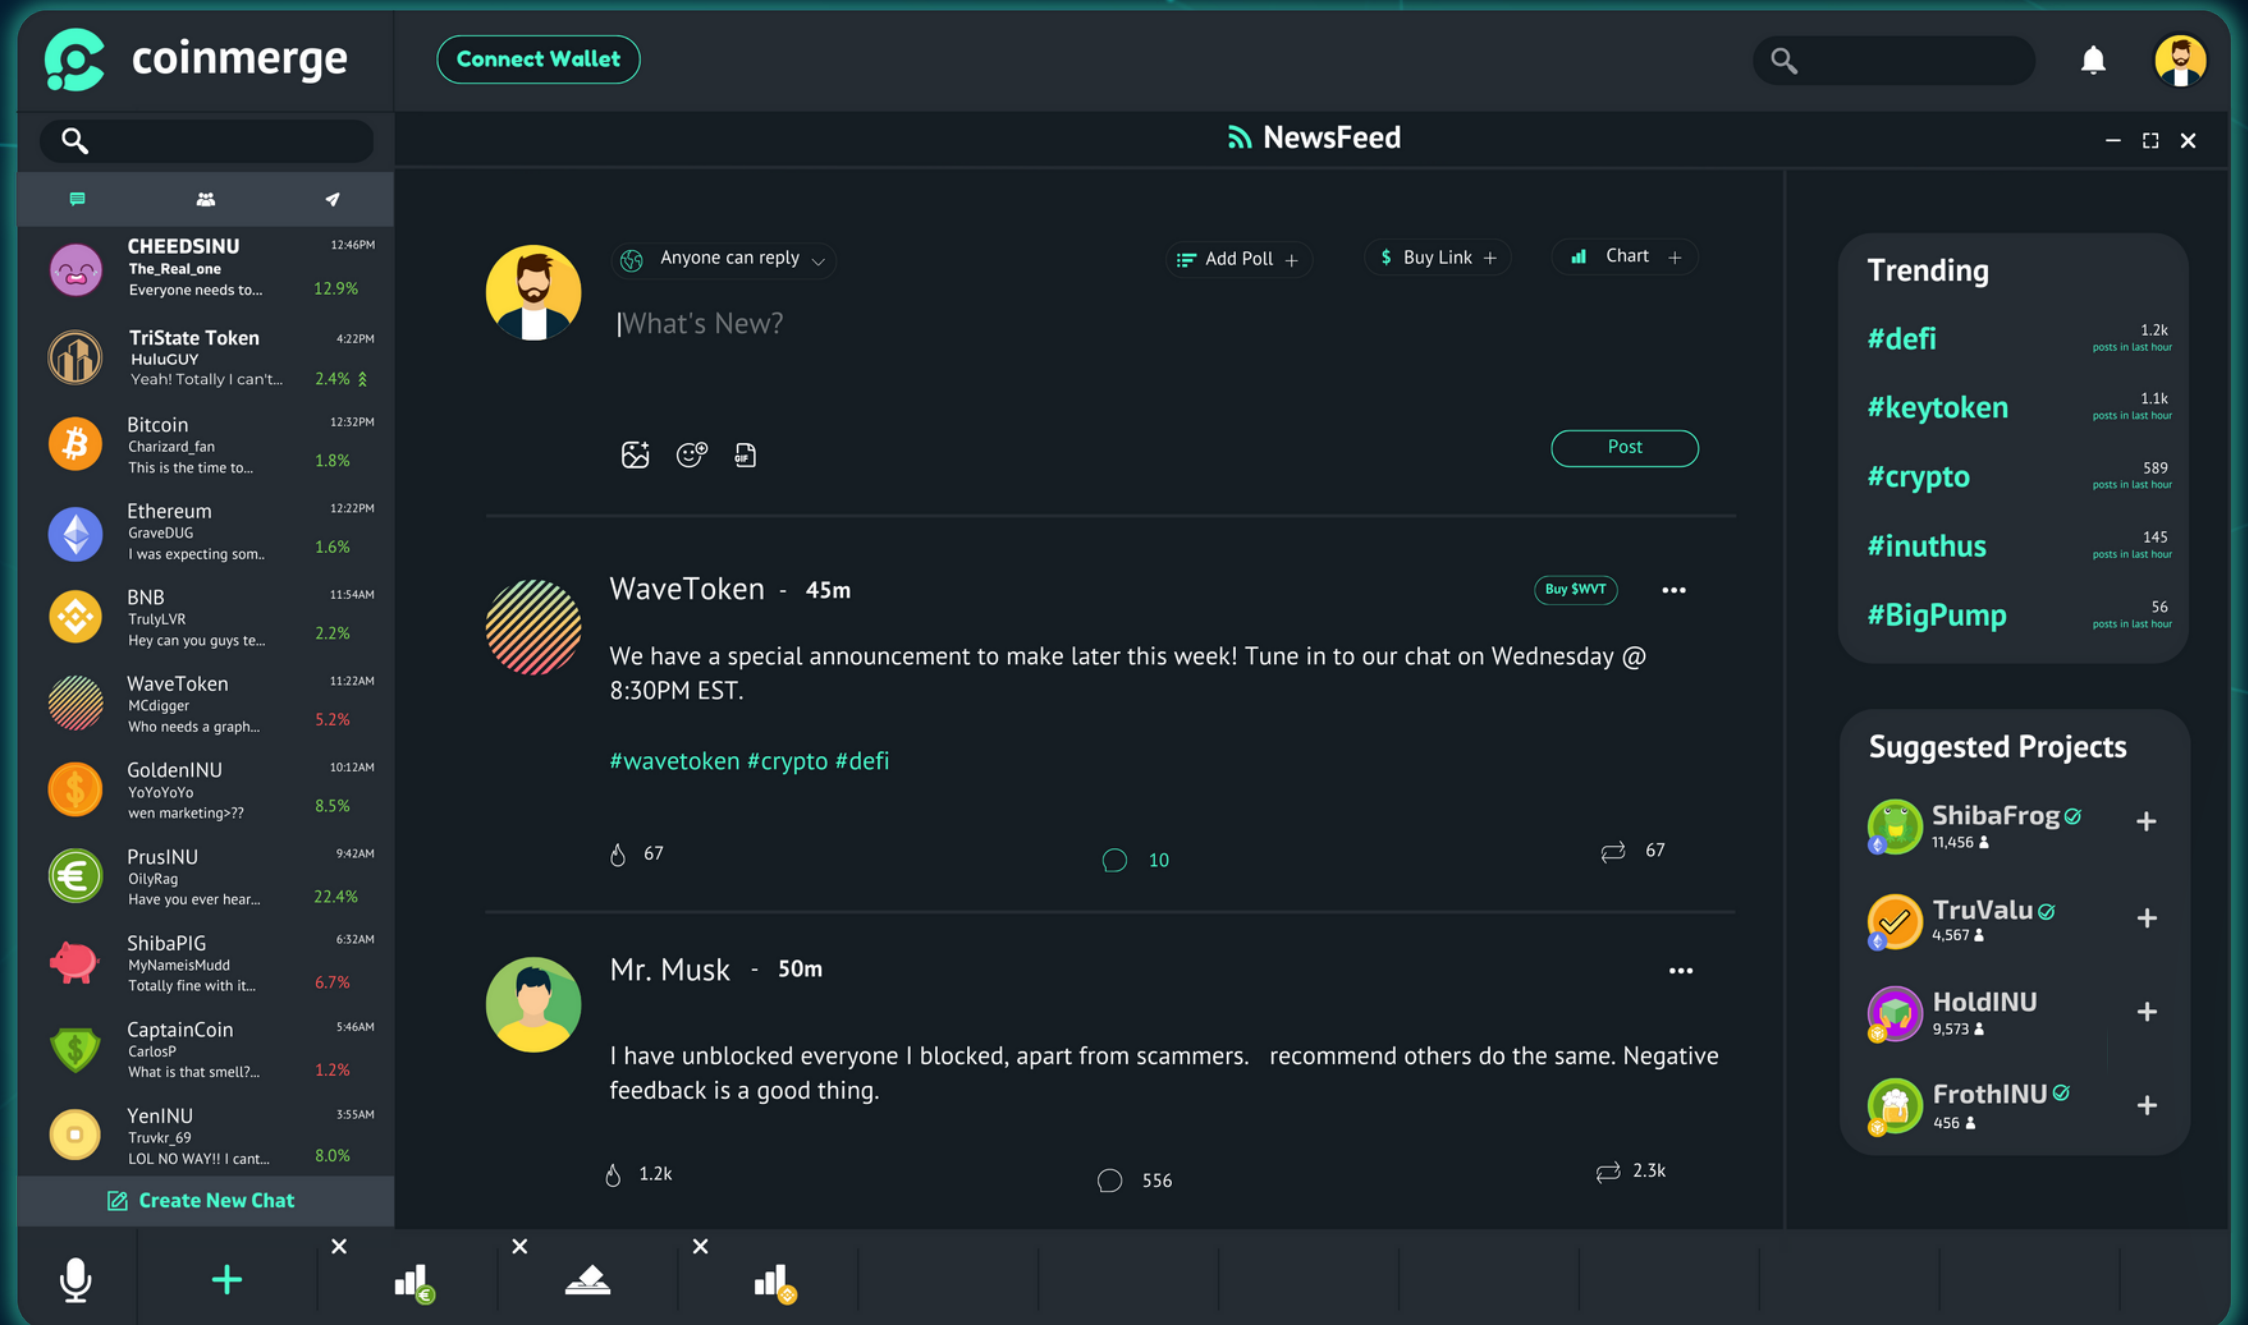 coinmerge
Connect Wallet
NewsFeed
CHEEDSINU 12:46PM
The_Real_one
Everyone needs to... 12.9%
TriState Token 4:22PM
HuluGUY
Yeah! Totally I can't... 2.4%
Bitcoin 12:32PM
Charizard_fan
This is the time to... 1.8%
Ethereum 12:22PM
GraveDUG
I was expecting som.. 1.6%
BNB 11:54AM
TrulyLVR
Hey can you guys te... 2.2%
WaveToken 11:22AM
MCdigger
Who needs a graph... 5.2%
GoldenINU 10:12AM
YoYoYoYo
wen marketing>?? 8.5%
PrusINU 9:42AM
OilyRag
Have you ever hear... 22.4%
ShibaPIG 6:32AM
MyNameisMudd
Totally fine with it... 6.7%
CaptainCoin 5:46AM
CarlosP
What is that smell?... 1.2%
YenINU 3:55AM
Truvkr_69
LOL NO WAY!! I cant... 8.0%
Create New Chat
Anyone can reply
Add Poll +
$ Buy Link +
Chart +
What's New?
GIF
Post
WaveToken - 45m
Buy $WVT
We have a special announcement to make later this week! Tune in to our chat on Wednesday @
8:30PM EST.
#wavetoken #crypto #defi
67 10 67
Mr. Musk - 50m
I have unblocked everyone I blocked, apart from scammers. recommend others do the same. Negative
feedback is a good thing.
1.2k 556 2.3k
Trending
#defi 1.2k
posts in last hour
#keytoken 1.1k
posts in last hour
#crypto 589
posts in last hour
#inuthus 145
posts in last hour
#BigPump 56
posts in last hour
Suggested Projects
ShibaFrog
11,456
TruValu
4,567
HoldINU
9,573
FrothINU
456